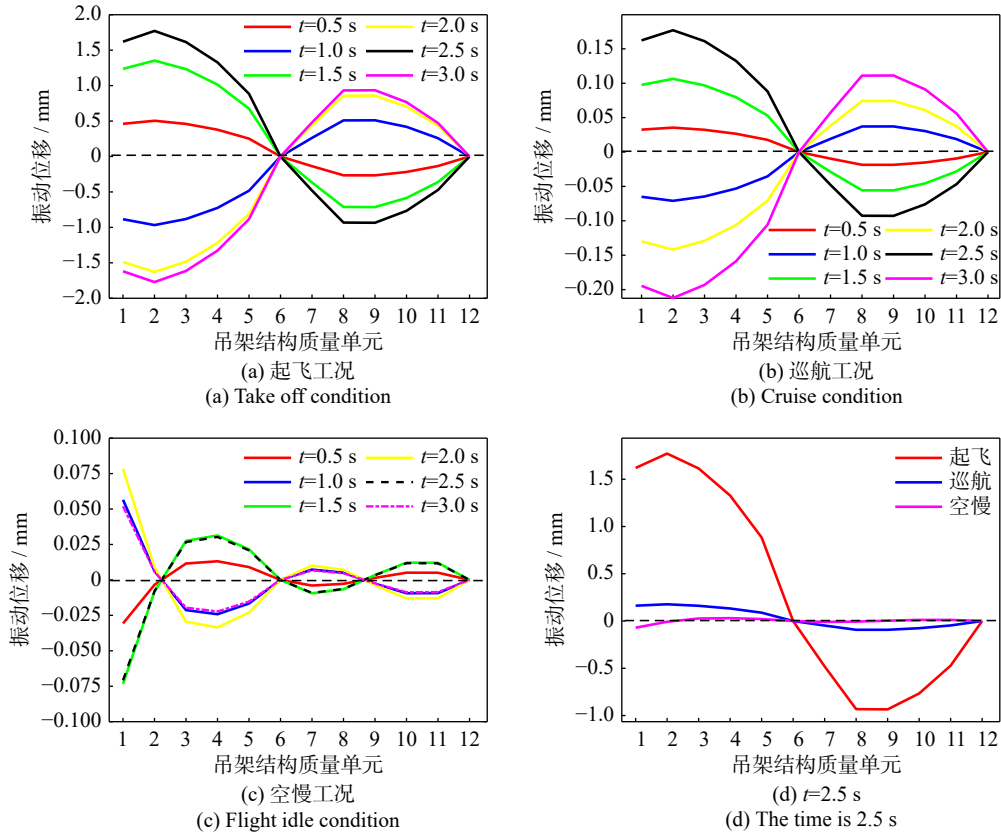 2.0
1.5
1.0
0.5
0
−0.5
−1.0
−1.5
−2.0
振动位移 / mm
t=0.5 s
t=2.0 s
t=1.0 s
t=2.5 s
t=1.5 s
t=3.0 s
1 2 3 4 5 6 7 8 9 10 11 12
吊架结构质量单元
(a) 起飞工况
(a) Take off condition
0.15
0.10
0.05
0
−0.05
−0.10
−0.15
−0.20
振动位移 / mm
t=0.5 s
t=2.0 s
t=1.0 s
t=2.5 s
t=1.5 s
t=3.0 s
1 2 3 4 5 6 7 8 9 10 11 12
吊架结构质量单元
(b) 巡航工况
(b) Cruise condition
0.100
0.075
0.050
0.025
0
−0.025
−0.050
−0.075
−0.100
振动位移 / mm
t=0.5 s
t=2.0 s
t=1.0 s
t=2.5 s
t=1.5 s
t=3.0 s
1 2 3 4 5 6 7 8 9 10 11 12
吊架结构质量单元
(c) 空慢工况
(c) Flight idle condition
1.5
1.0
0.5
0
−0.5
−1.0
振动位移 / mm
起飞
巡航
空慢
1 2 3 4 5 6 7 8 9 10 11 12
吊架结构质量单元
(d) t=2.5 s
(d) The time is 2.5 s